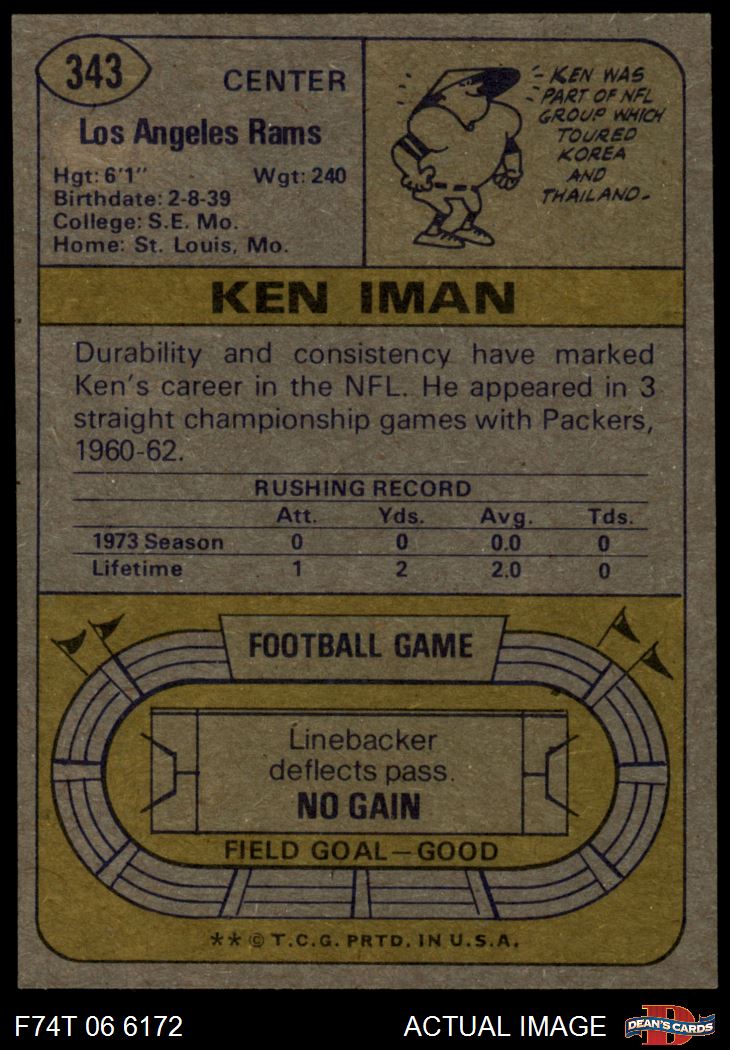 343
CENTER
Los Angeles Rams
Hgt: 6'1" Wgt: 240
Birthdate: 2-8-39
College: S.E. Mo.
Home: St. Louis, Mo.
- KEN WAS
PART OF NFL
GROUP WHICH
TOURED
KOREA
AND
THAILAND-
KEN IMAN
Durability and consistency have marked
Ken's career in the NFL. He appeared in 3
straight championship games with Packers,
1960-62.
RUSHING RECORD
Att. Yds. Avg. Tds.
1973 Season 0 0 0.0 0
Lifetime 1 2 2.0 0
FOOTBALL GAME
Linebacker
deflects pass.
NO GAIN
FIELD GOAL—GOOD
** © T.C.G. PRTD. IN U.S.A.
F74T 06 6172 ACTUAL IMAGE
D
DEAN'S CARDS